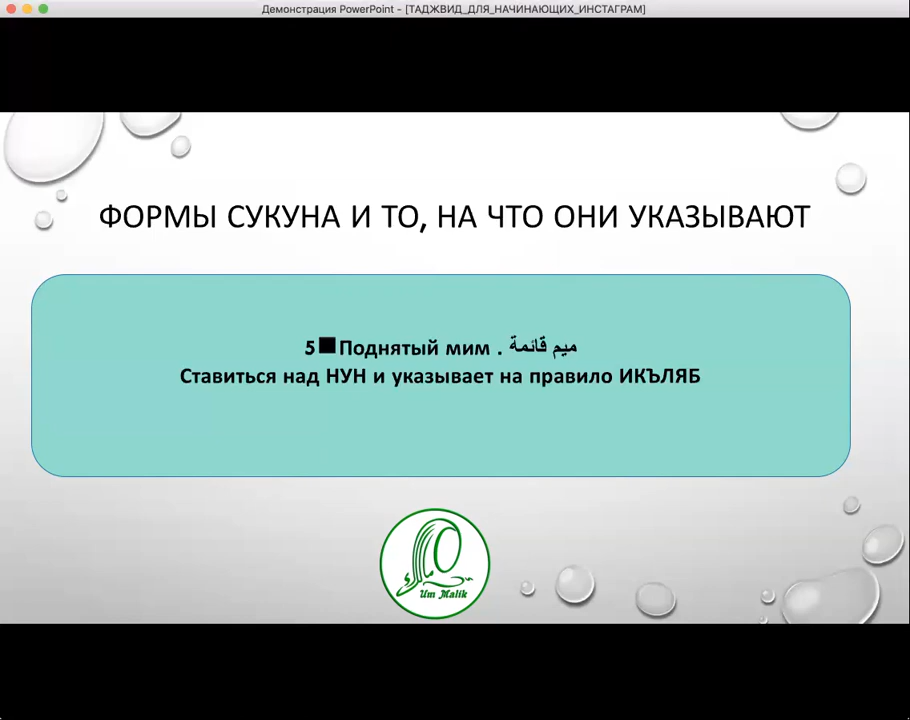 Демонстрация PowerPoint - [ТАДЖВИД_ДЛЯ_НАЧИНАЮЩИХ_ИНСТАГРАМ]
ФОРМЫ СУКУНА И ТО, НА ЧТО ОНИ УКАЗЫВАЮТ
5■Поднятый мим . ميم قائمة
Ставиться над НУН и указывает на правило ИКЪЛЯБ
Um Malik